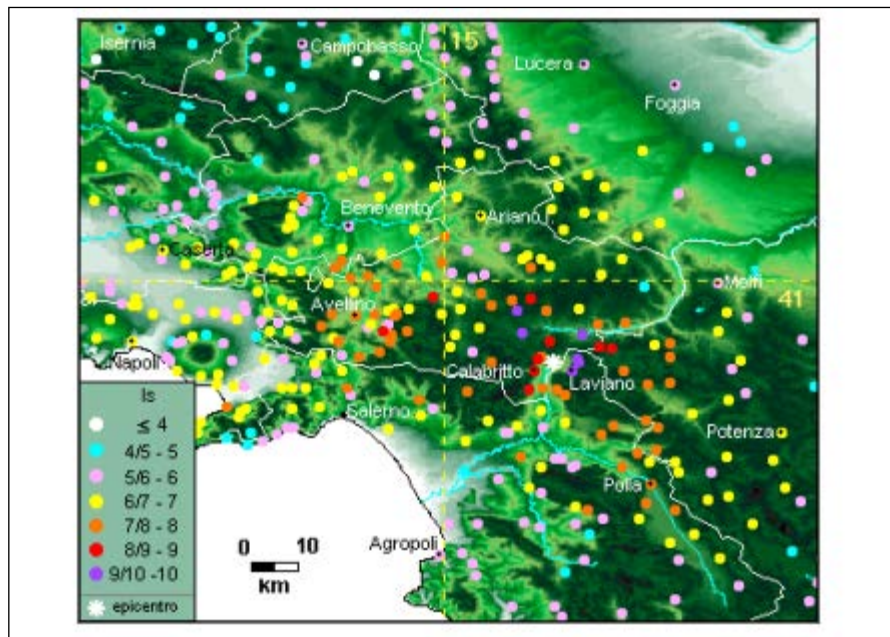 Isernia
Campobasso
15
Lucera
Foggia
Benevento
Ariano
Caserta
Melfi
41
Avellino
Napoli
Calabritto
Laviano
Salerno
Potenza
Polla
Agropoli
Is
≤ 4
4/5 - 5
5/6 - 6
6/7 - 7
7/8 - 8
8/9 - 9
9/10 -10
epicentro
0 10
km